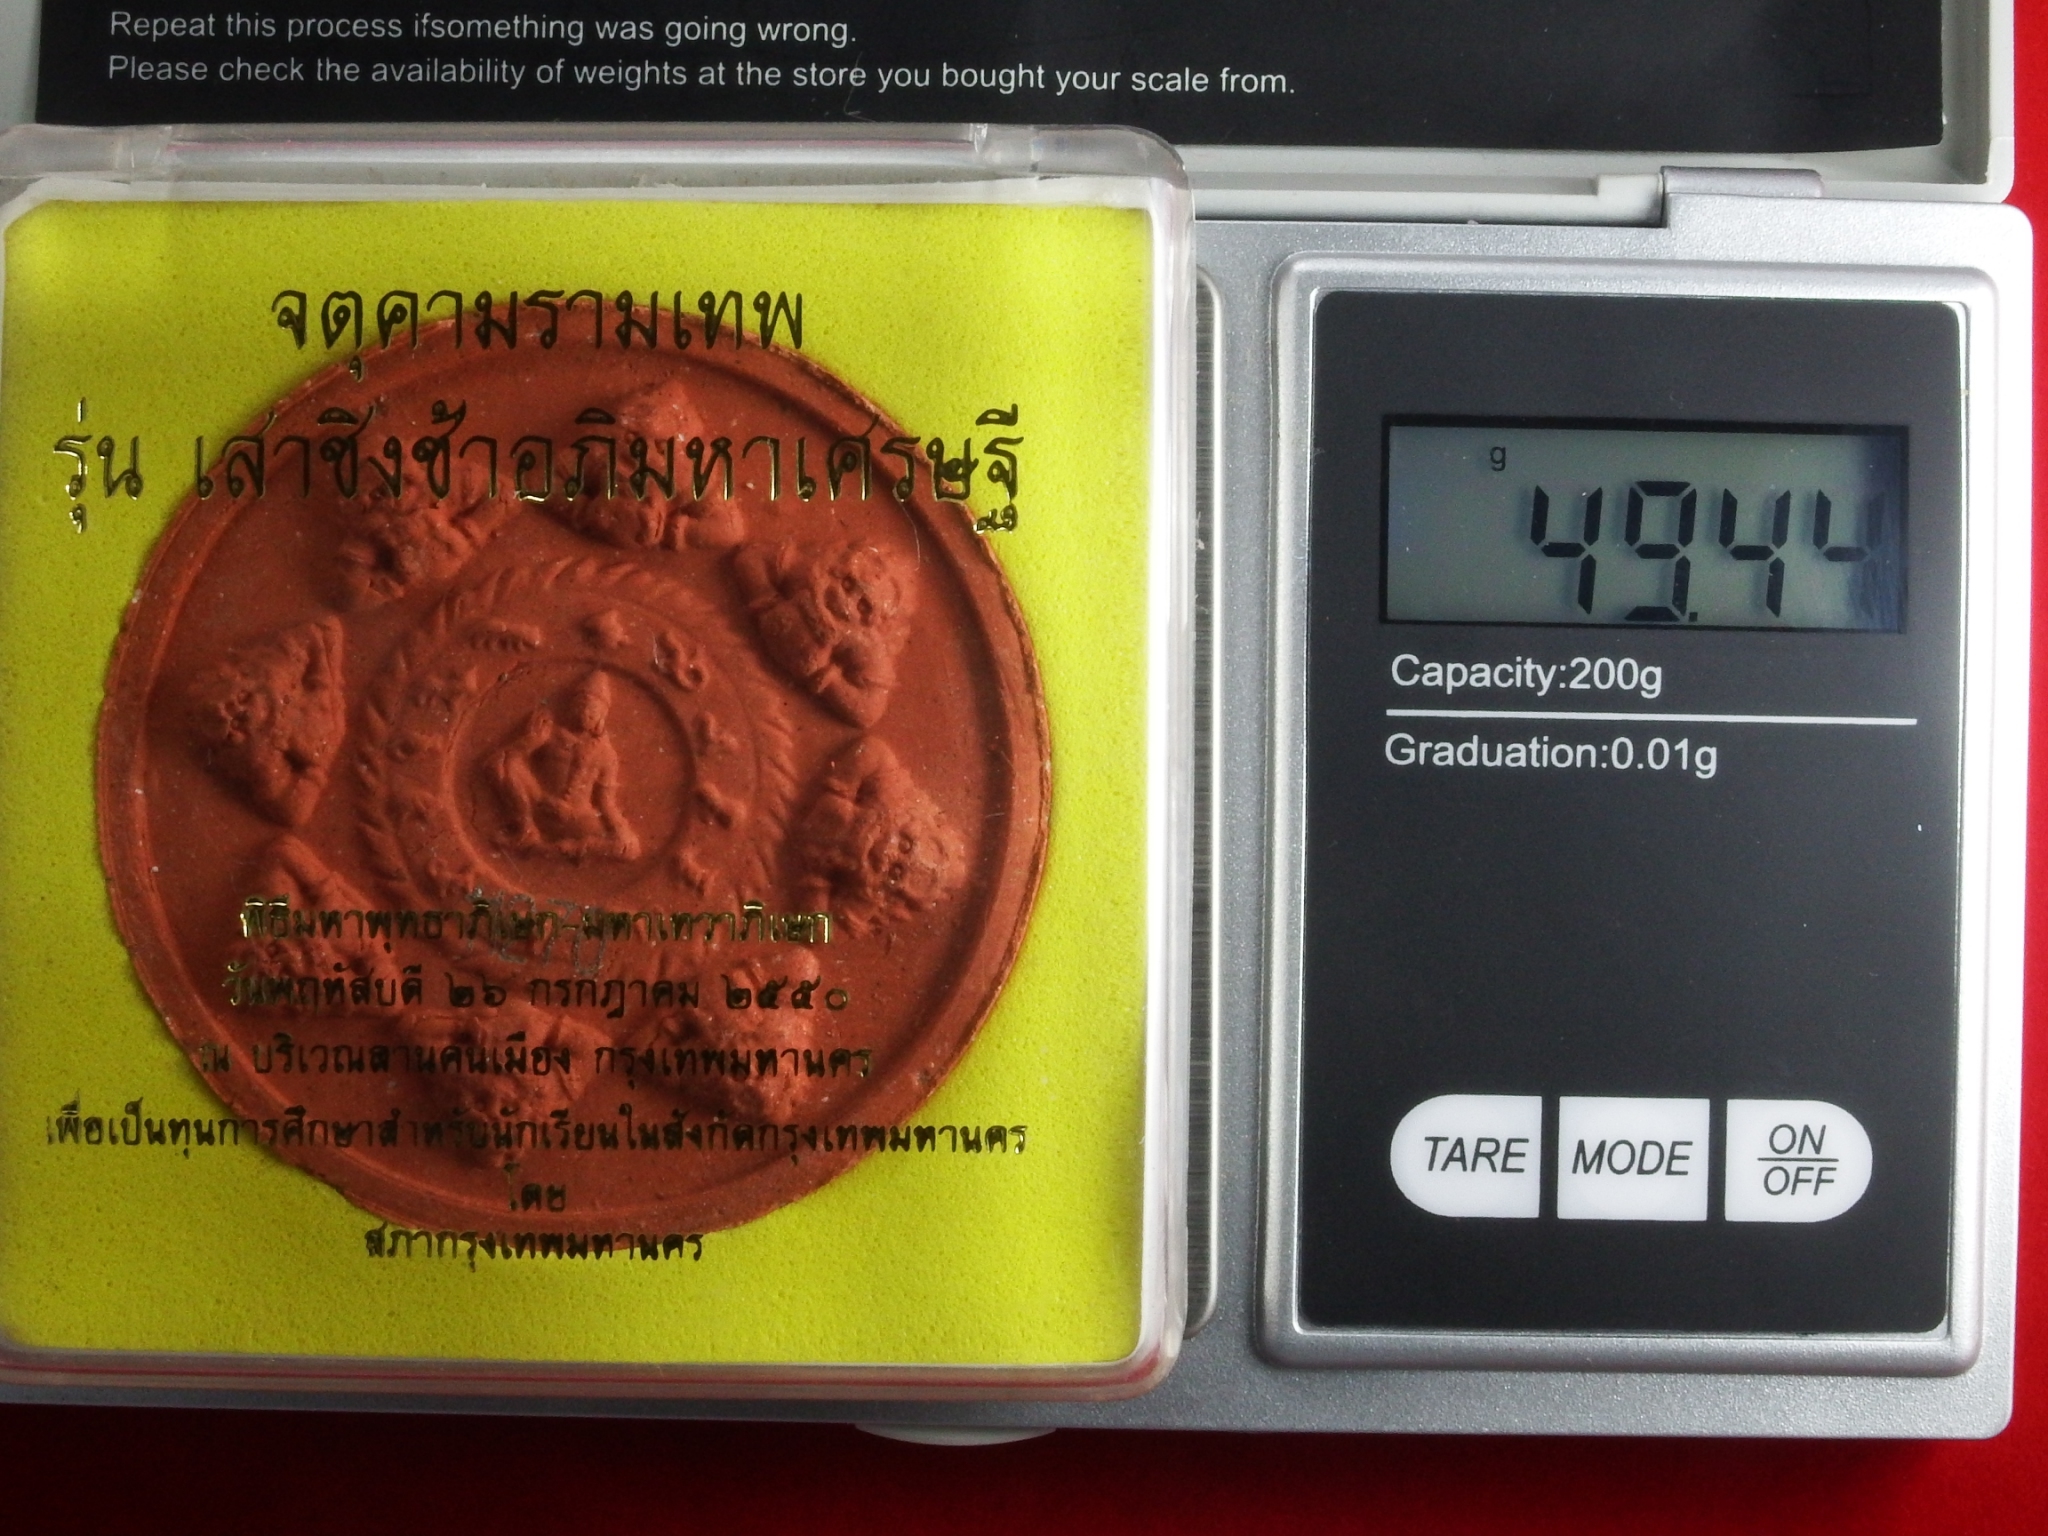 Repeat this process ifsomething was going wrong.
Please check the availability of weights at the store you bought your scale from.
จตุคามรามเทพ
รุ่น เสาชิงช้าอภิมหาเศรษฐี
พิธีมหาพุทธาภิเษก-มหาเทวาภิเษก
วันพฤหัสบดี ๒๖ กรกฎาคม ๒๕๕๐
ณ บริเวณลานคนเมือง กรุงเทพมหานคร
เพื่อเป็นทุนการศึกษาสำหรับนักเรียนในสังกัดกรุงเทพมหานคร
โดย
สภากรุงเทพมหานคร
g
49.44
Capacity:200g
Graduation:0.01g
TARE MODE ON
OFF